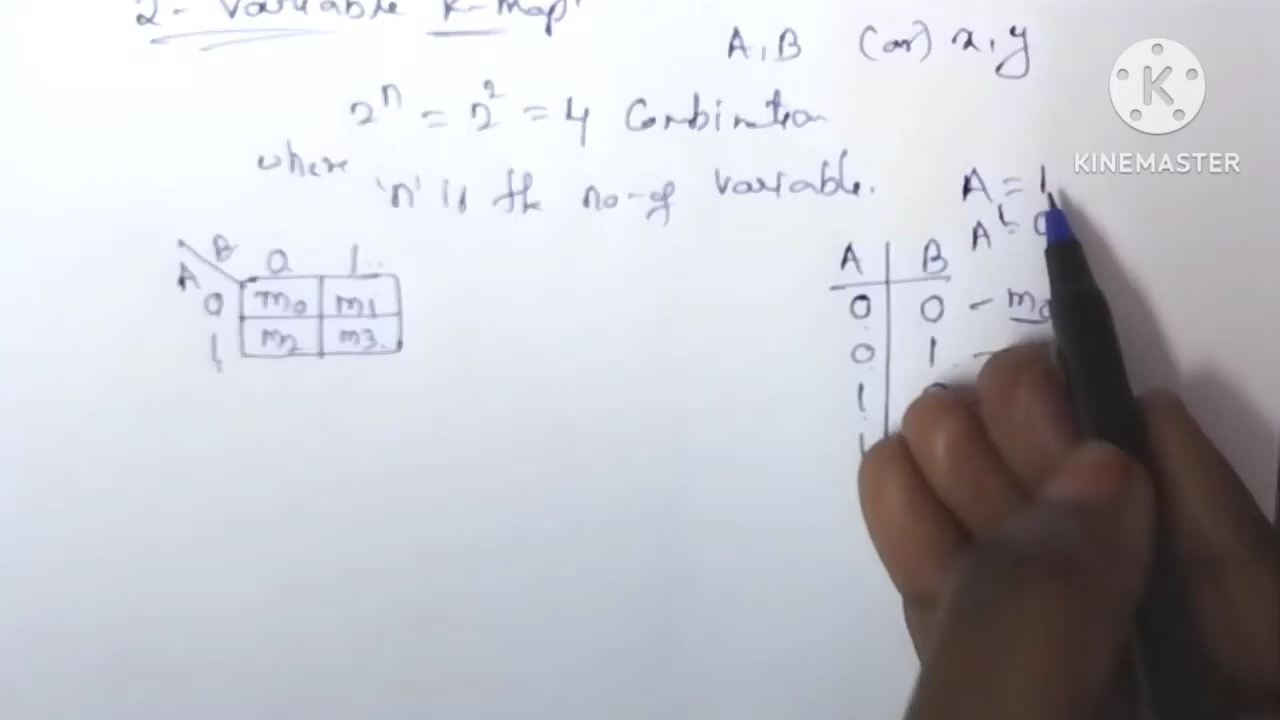 2- Variable K-Map
A, B (or) x, y
2^n = 2^2 = 4 Combination
where
'n' is the no-of variable.
A = 1
A' = 0
B 0 1
A
0 m0 m1
1 m2 m3
A B
0 0 - m0
0 1 -
1
1
KINEMASTER